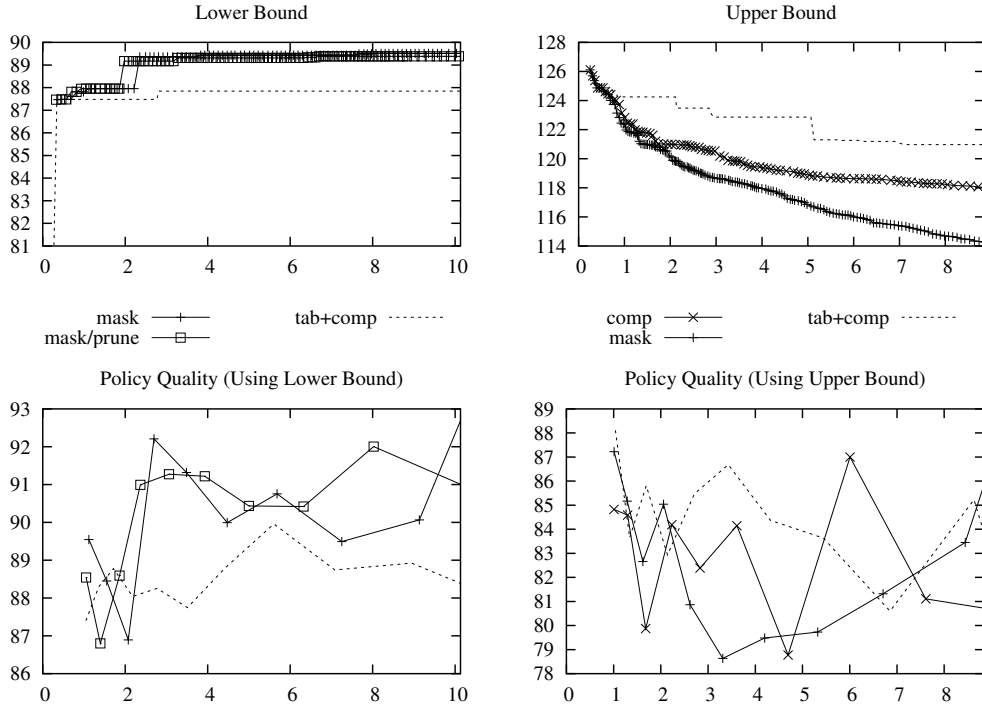 Lower Bound
90
89
88
87
86
85
84
83
82
81
0 2 4 6 8 10
mask
mask/prune
tab+comp
Upper Bound
128
126
124
122
120
118
116
114
0 1 2 3 4 5 6 7 8
comp
mask
tab+comp
Policy Quality (Using Lower Bound)
93
92
91
90
89
88
87
86
0 2 4 6 8 10
Policy Quality (Using Upper Bound)
89
88
87
86
85
84
83
82
81
80
79
78
0 1 2 3 4 5 6 7 8